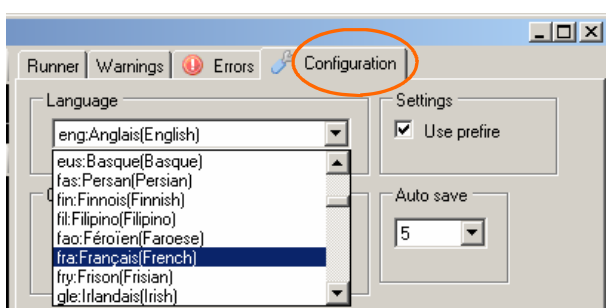 Runner Warnings Errors Configuration
Language
Settings
eng:Anglais(English)
Use prefire
eus:Basque(Basque)
fas:Persan(Persian)
fin:Finnois(Finnish)
Auto save
fil:Filipino(Filipino)
fao:Féroïen(Faroese)
5
fra:Français(French)
fry:Frison(Frisian)
gle:Irlandais(Irish)